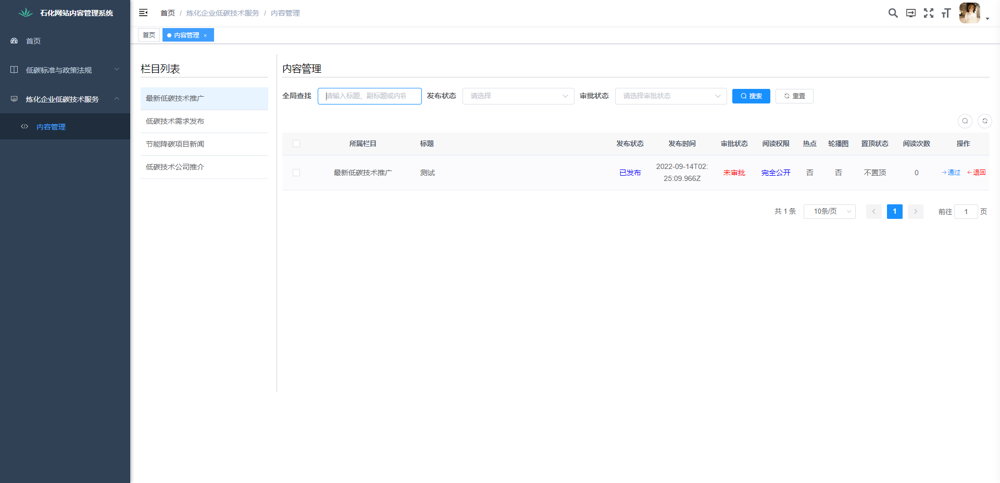 石化网站内容管理系统
首页 / 炼化企业低碳技术服务 / 内容管理
首页
内容管理 ×
首页
低碳标准与政策法规
炼化企业低碳技术服务
内容管理
栏目列表
最新低碳技术推广
低碳技术需求发布
节能降碳项目新闻
低碳技术公司推介
内容管理
全局查找 请输入标题、副标题或内容 发布状态 请选择 审批状态 请选择审批状态 搜索 重置
所属栏目 标题 发布状态 发布时间 审批状态 阅读权限 热点 轮播图 置顶状态 阅读次数 操作
最新低碳技术推广 测试 已发布 2022-09-14T02:
25:09.966Z 未审批 完全公开 否 否 不置顶 0 通过 退回
共 1 条 10条/页 1 前往 1 页